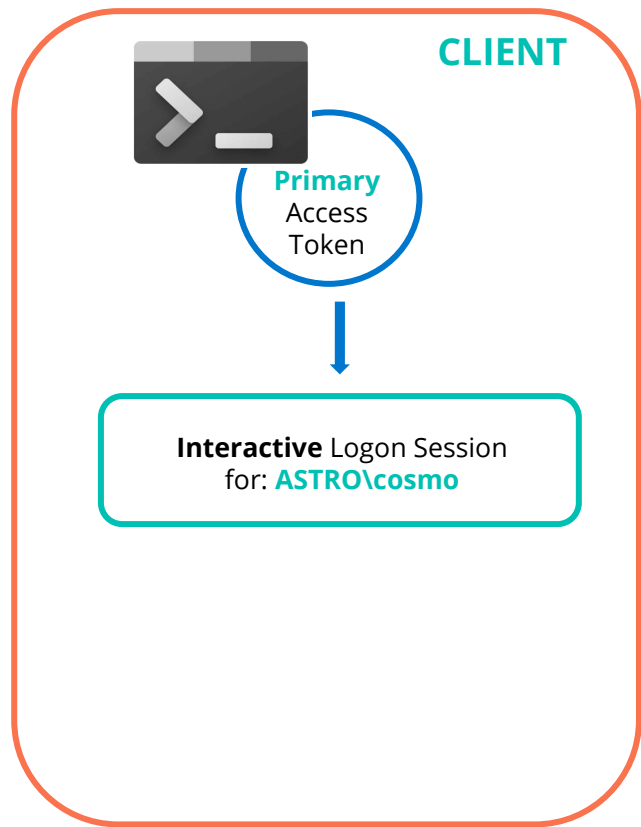 CLIENT
Primary
Access
Token
Interactive Logon Session
for: ASTRO\cosmo